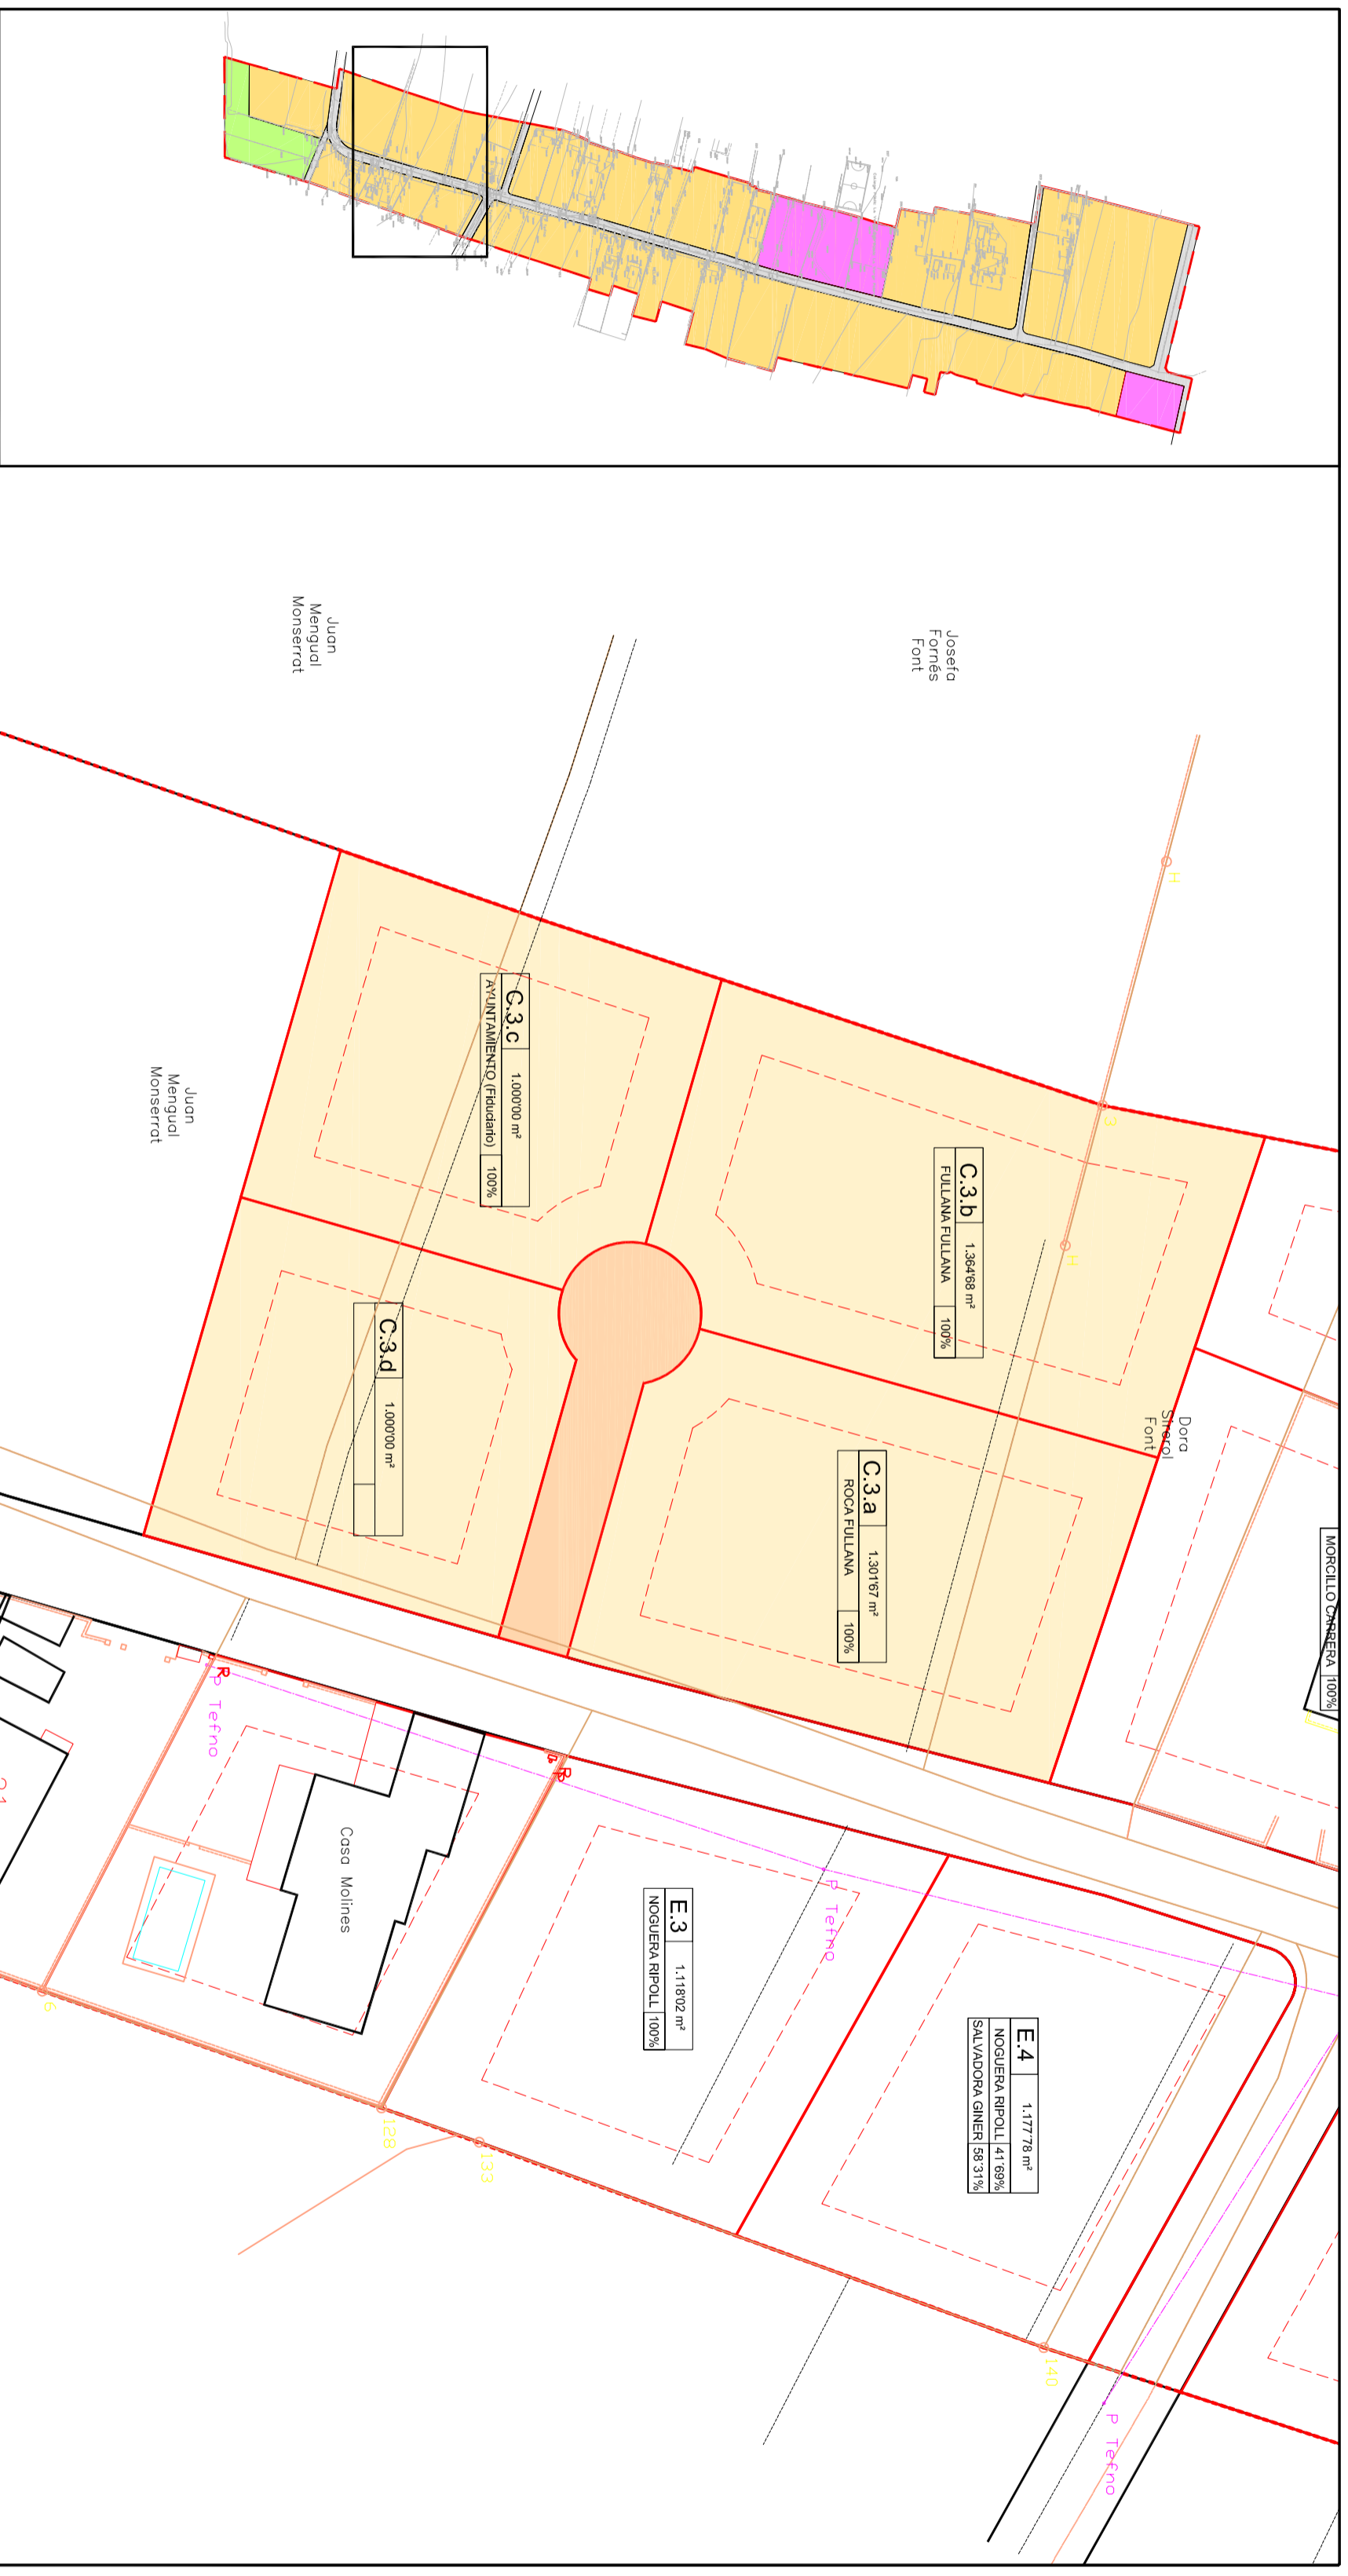 Juan
Mengual
Monserrat
Josefa
Fornés
Font
H
3
H
C.3.c 1.000'00 m²
AYUNTAMIENTO (Fiduciario) 100%
C.3.b 1.364'68 m²
FULLANA FULLANA 100%
Juan
Mengual
Monserrat
C.3.d 1.000'00 m²
C.3.a 1.301'67 m²
ROCA FULLANA 100%
Dora
Sirerol
Font
MORCILLO CARRERA 100%
R
P Tefno
R
Casa Molines
P Tefno
E.3 1.118'02 m²
NOGUERA RIPOLL 100%
E.4 1.177'78 m²
NOGUERA RIPOLL 41'69%
SALVADORA GINER 58'31%
6
128
133
140
P Tefno